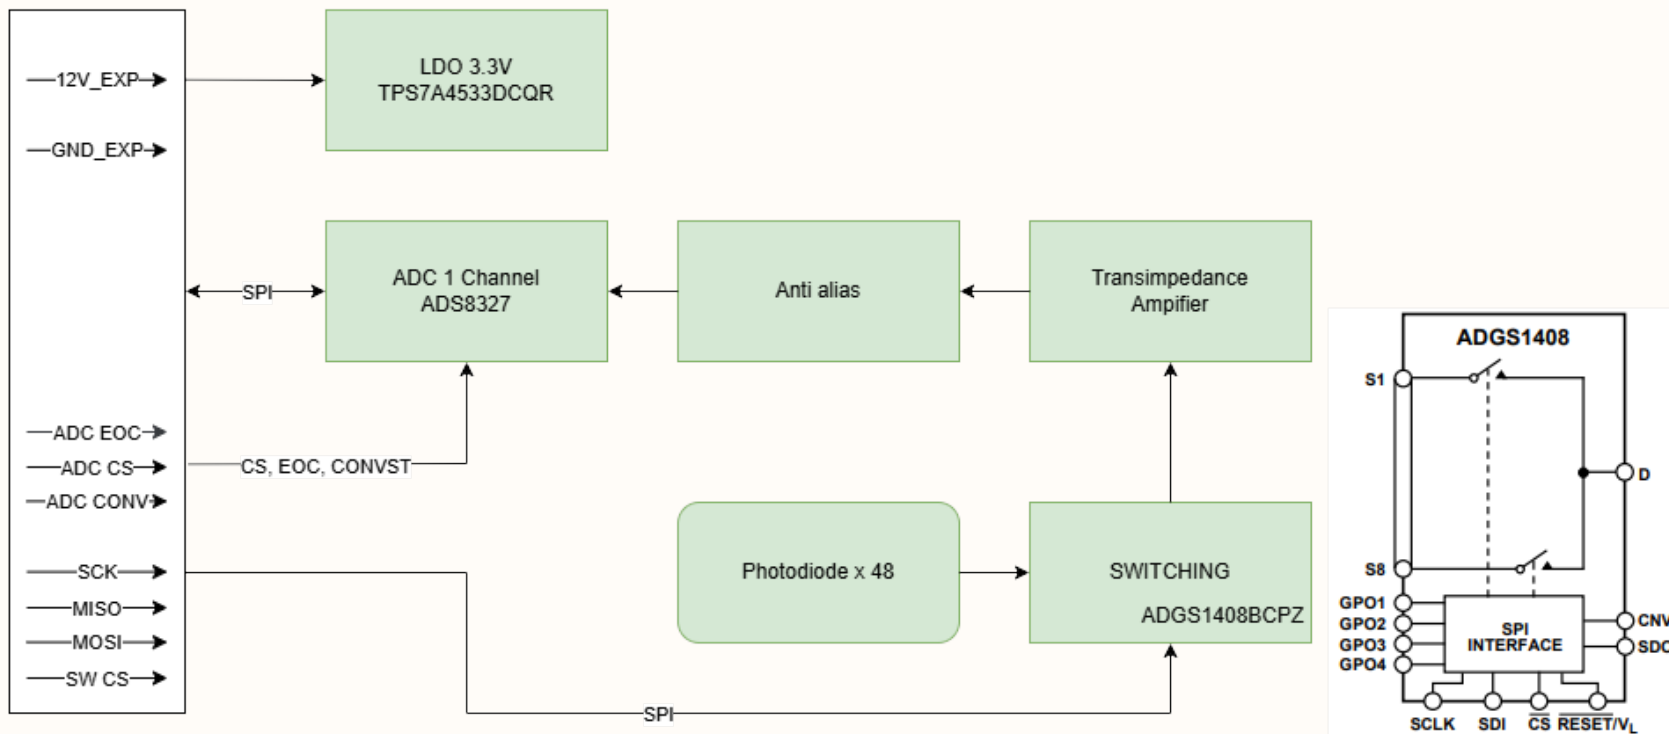 12V_EXP
GND_EXP
LDO 3.3V
TPS7A4533DCQR
SPI
ADC 1 Channel
ADS8327
Anti alias
Transimpedance
Ampifier
ADC EOC
ADC CS
ADC CONV
CS, EOC, CONVST
SCK
MISO
MOSI
SW CS
SPI
Photodiode x 48
SWITCHING
ADGS1408BCPZ
ADGS1408
S1
D
S8
GPO1
GPO2
GPO3
GPO4
SPI
INTERFACE
CNV
SDO
SCLK
SDI
CS
RESET/VL